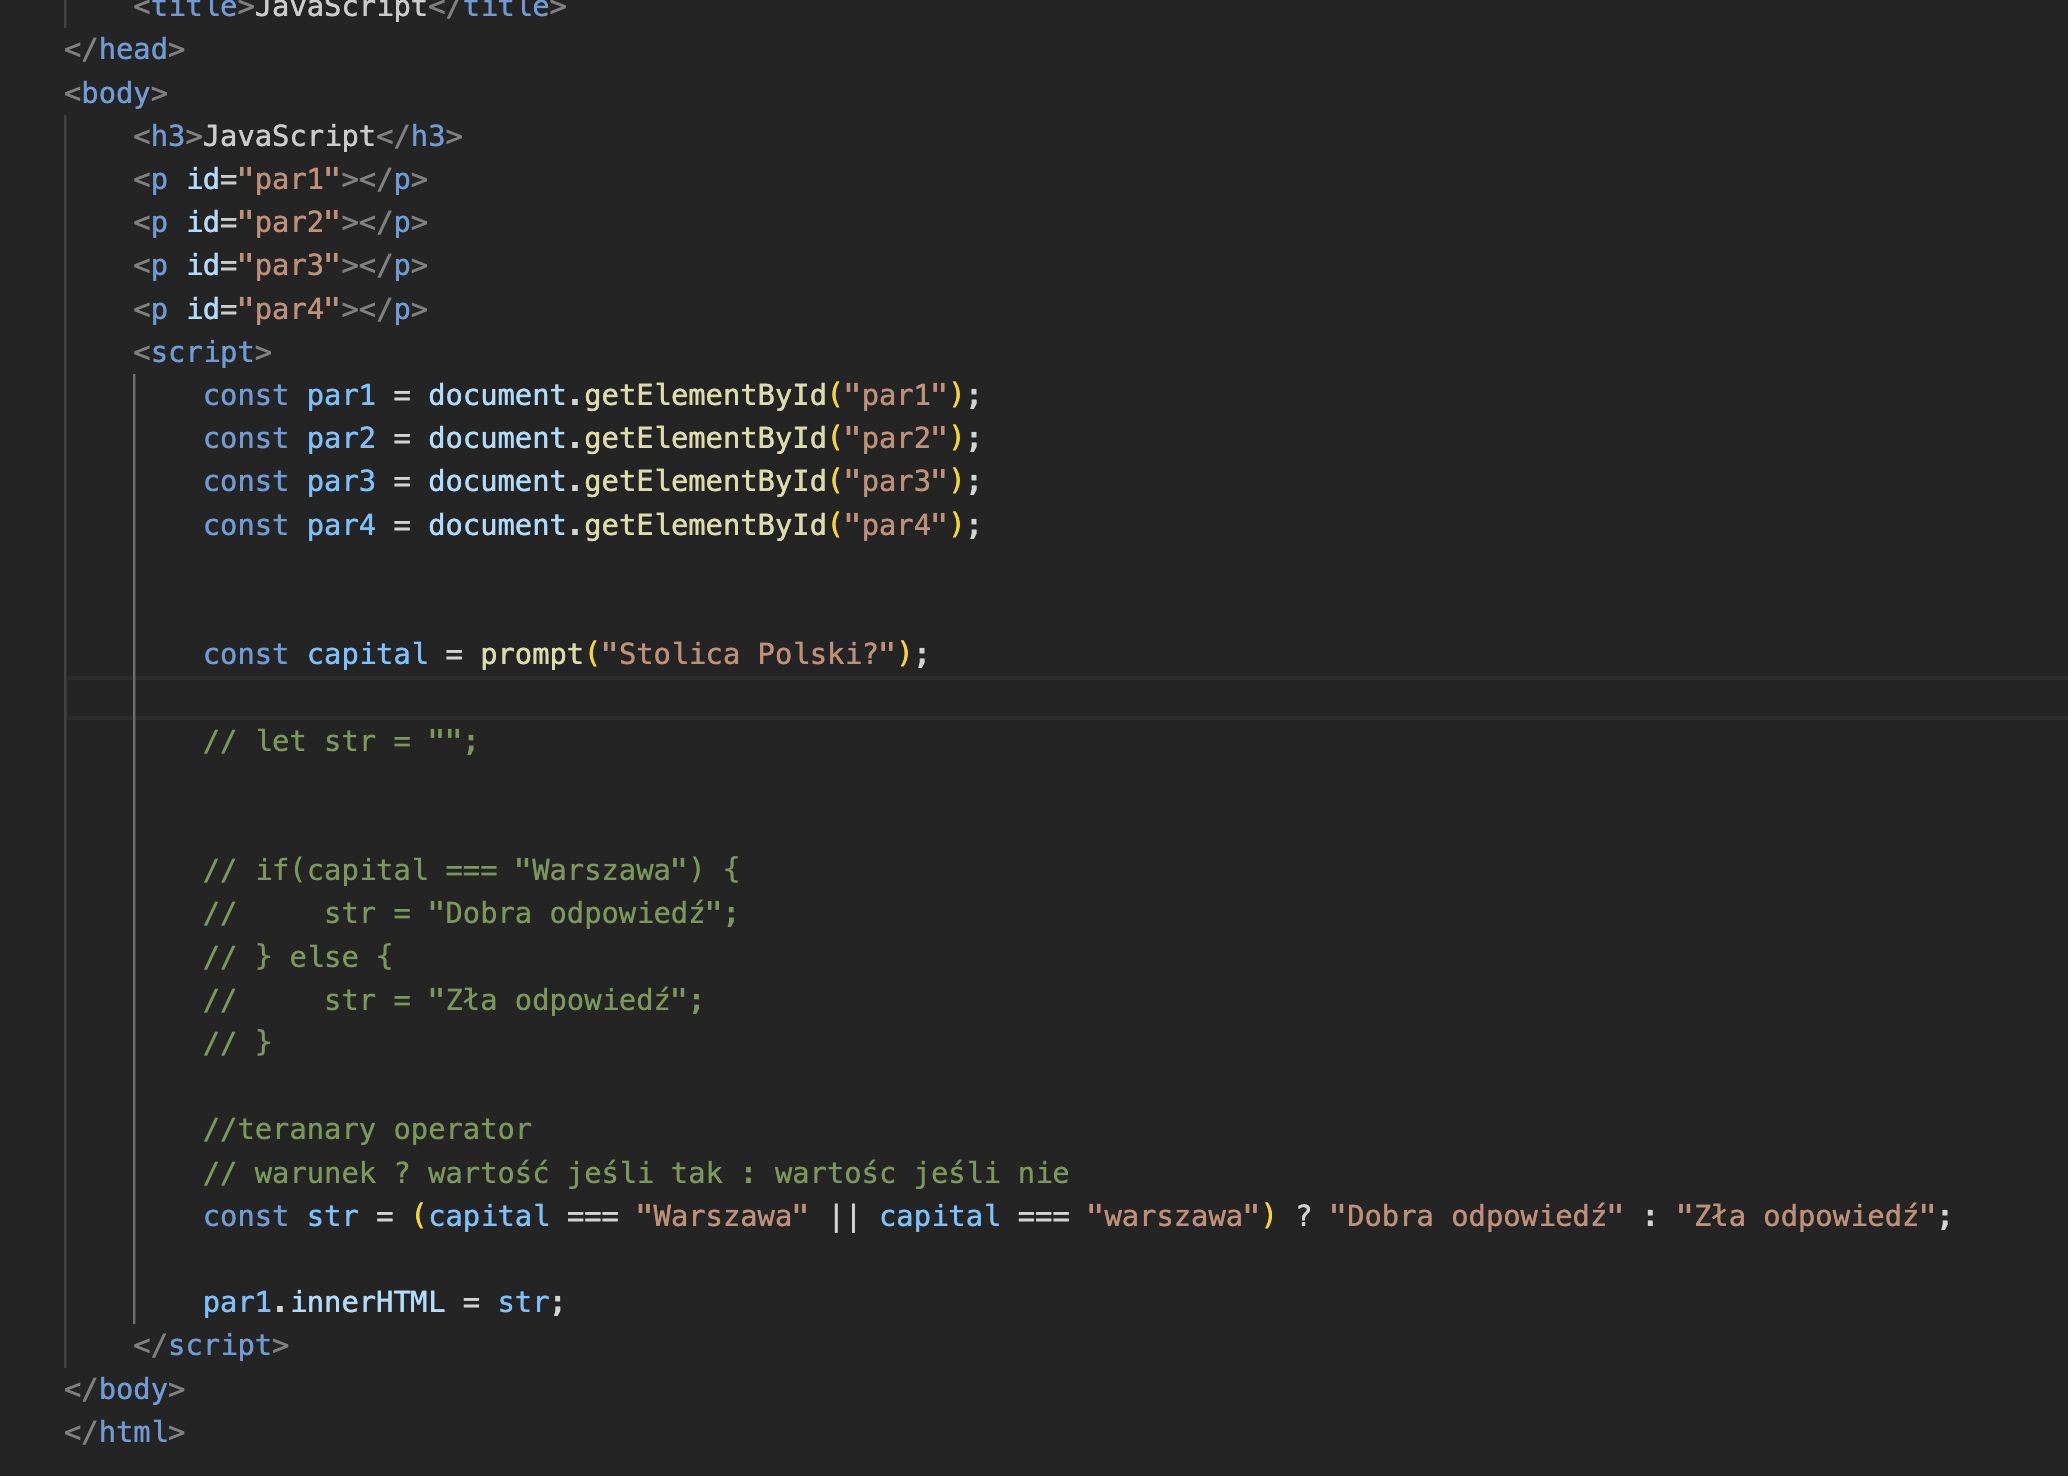 <title>JavaScript</title>
</head>
<body>
<h3>JavaScript</h3>
<p id="par1"></p>
<p id="par2"></p>
<p id="par3"></p>
<p id="par4"></p>
<script>
const par1 = document.getElementById("par1");
const par2 = document.getElementById("par2");
const par3 = document.getElementById("par3");
const par4 = document.getElementById("par4");
const capital = prompt("Stolica Polski?");
// let str = "";
// if(capital === "Warszawa") {
//     str = "Dobra odpowiedź";
// } else {
//     str = "Zła odpowiedź";
// }
//teranary operator
// warunek ? wartość jeśli tak : wartośc jeśli nie
const str = (capital === "Warszawa" || capital === "warszawa") ? "Dobra odpowiedź" : "Zła odpowiedź";
par1.innerHTML = str;
</script>
</body>
</html>